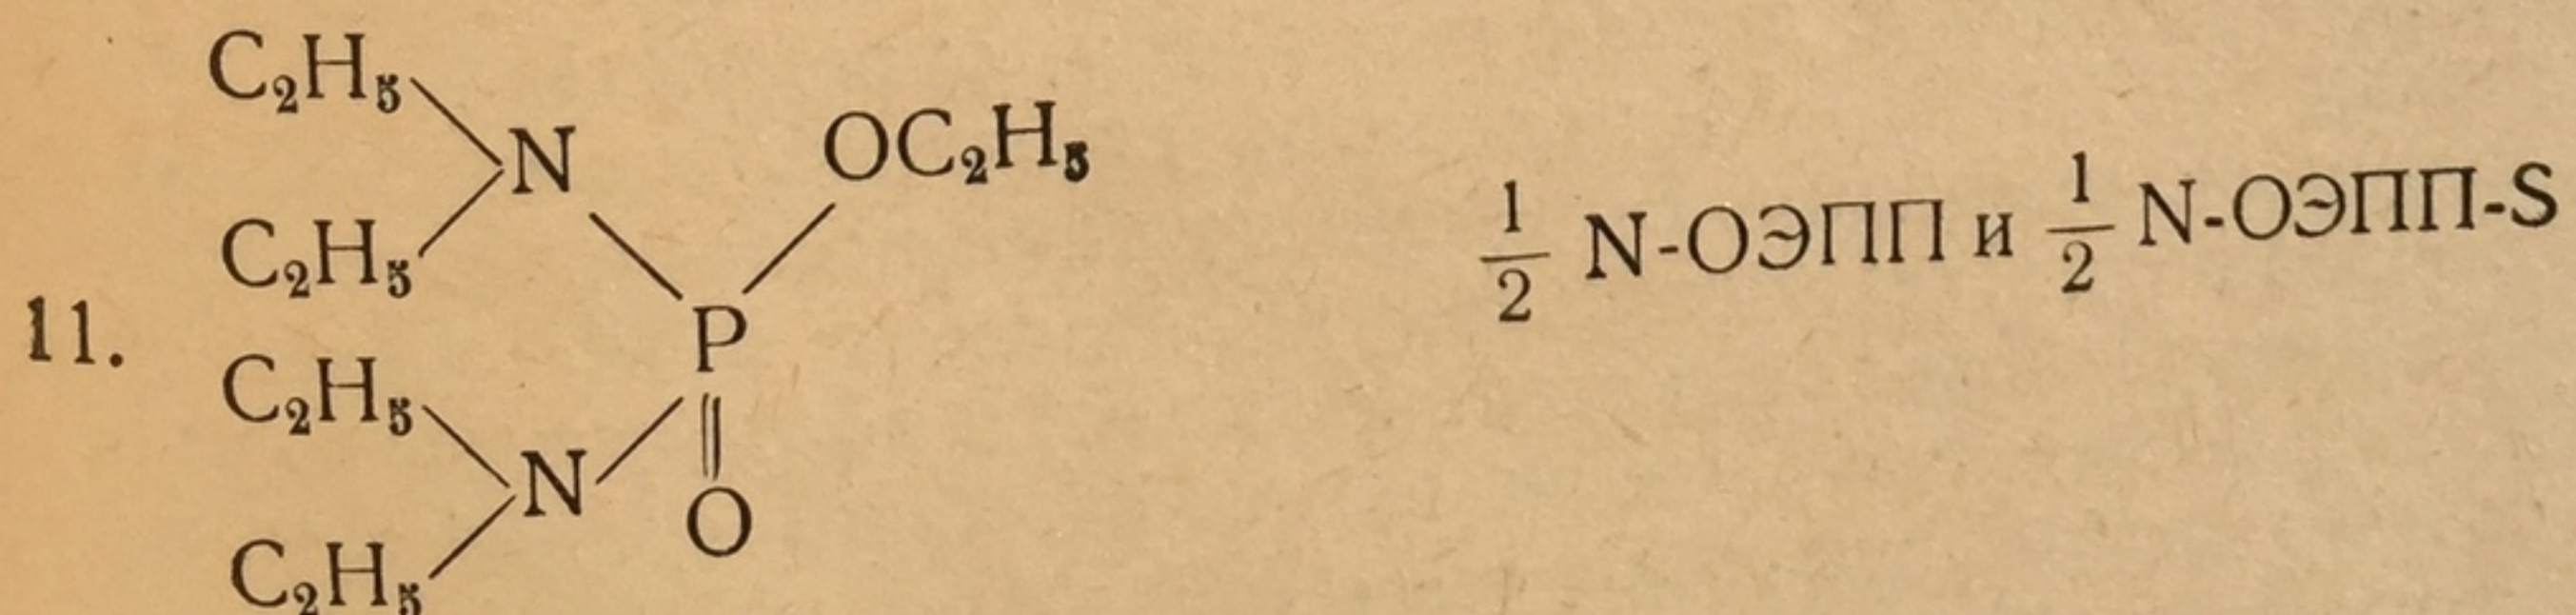 C₂H₅
N
OC₂H₅
C₂H₅
1/2 N-ОЭПП и 1/2 N-ОЭПП-S
11.
P
C₂H₅
N
O
C₂H₅